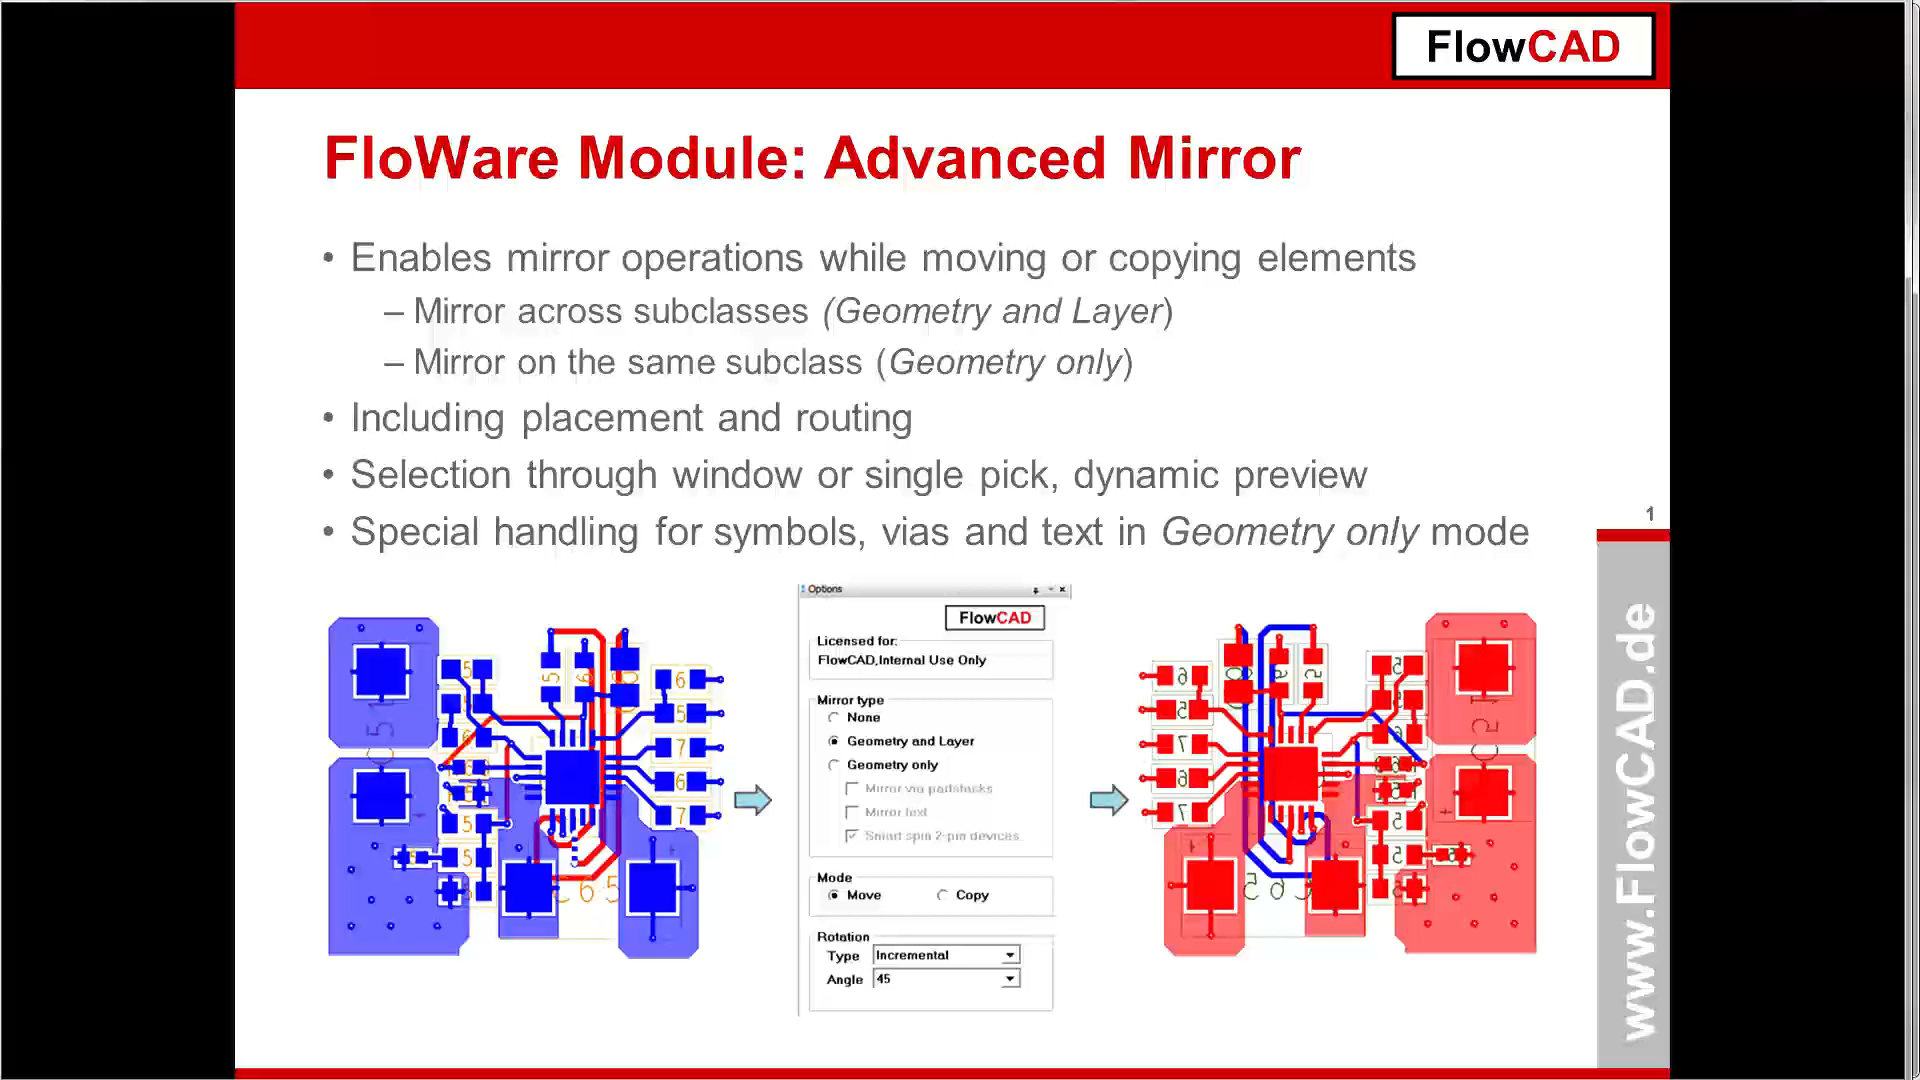 FlowCAD
FloWare Module: Advanced Mirror
• Enables mirror operations while moving or copying elements
– Mirror across subclasses (Geometry and Layer)
– Mirror on the same subclass (Geometry only)
• Including placement and routing
• Selection through window or single pick, dynamic preview
• Special handling for symbols, vias and text in Geometry only mode
1
www.FlowCAD.de
Options
FlowCAD
Licensed for:
FlowCAD,Internal Use Only
Mirror type
None
Geometry and Layer
Geometry only
Mirror via padstacks
Mirror text
Smart spin 2-pin devices
Mode
Move Copy
Rotation
Type Incremental
Angle 45